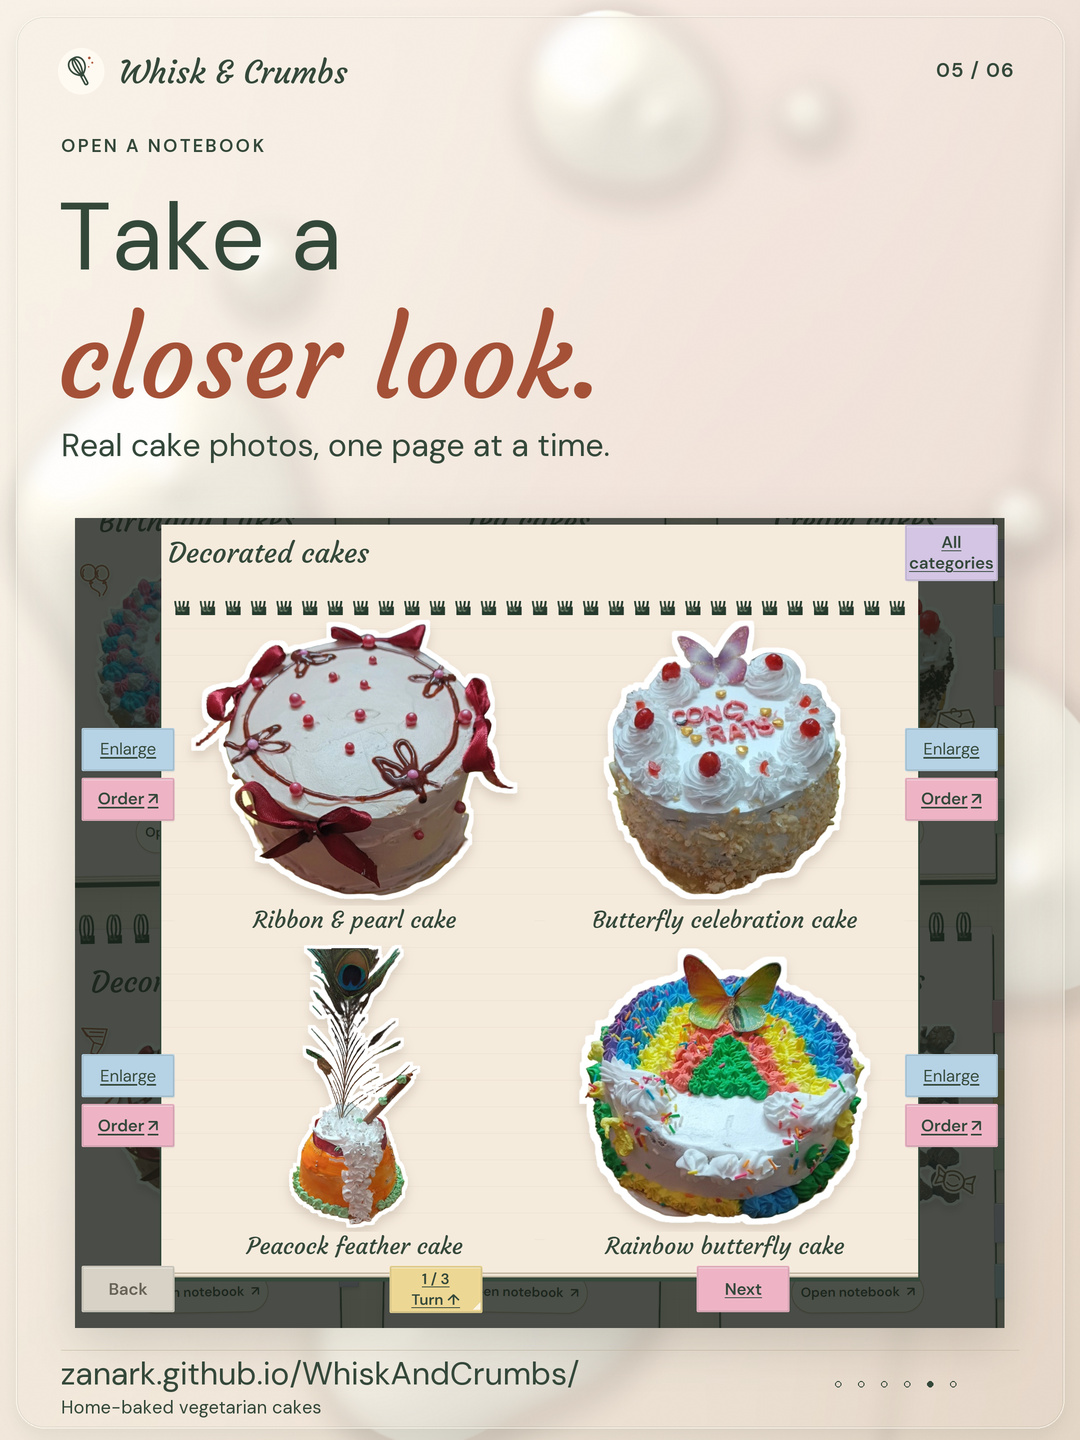 Whisk & Crumbs
05 / 06
OPEN A NOTEBOOK
Take a
closer look.
Real cake photos, one page at a time.
Decorated cakes
All
categories
CONG
RATS
Enlarge
Enlarge
Order ↗
Order ↗
Ribbon & pearl cake
Butterfly celebration cake
Enlarge
Enlarge
Order ↗
Order ↗
Peacock feather cake
Rainbow butterfly cake
Back
1 / 3
Turn ↑
Next
Open notebook ↗
zanark.github.io/WhiskAndCrumbs/
Home-baked vegetarian cakes